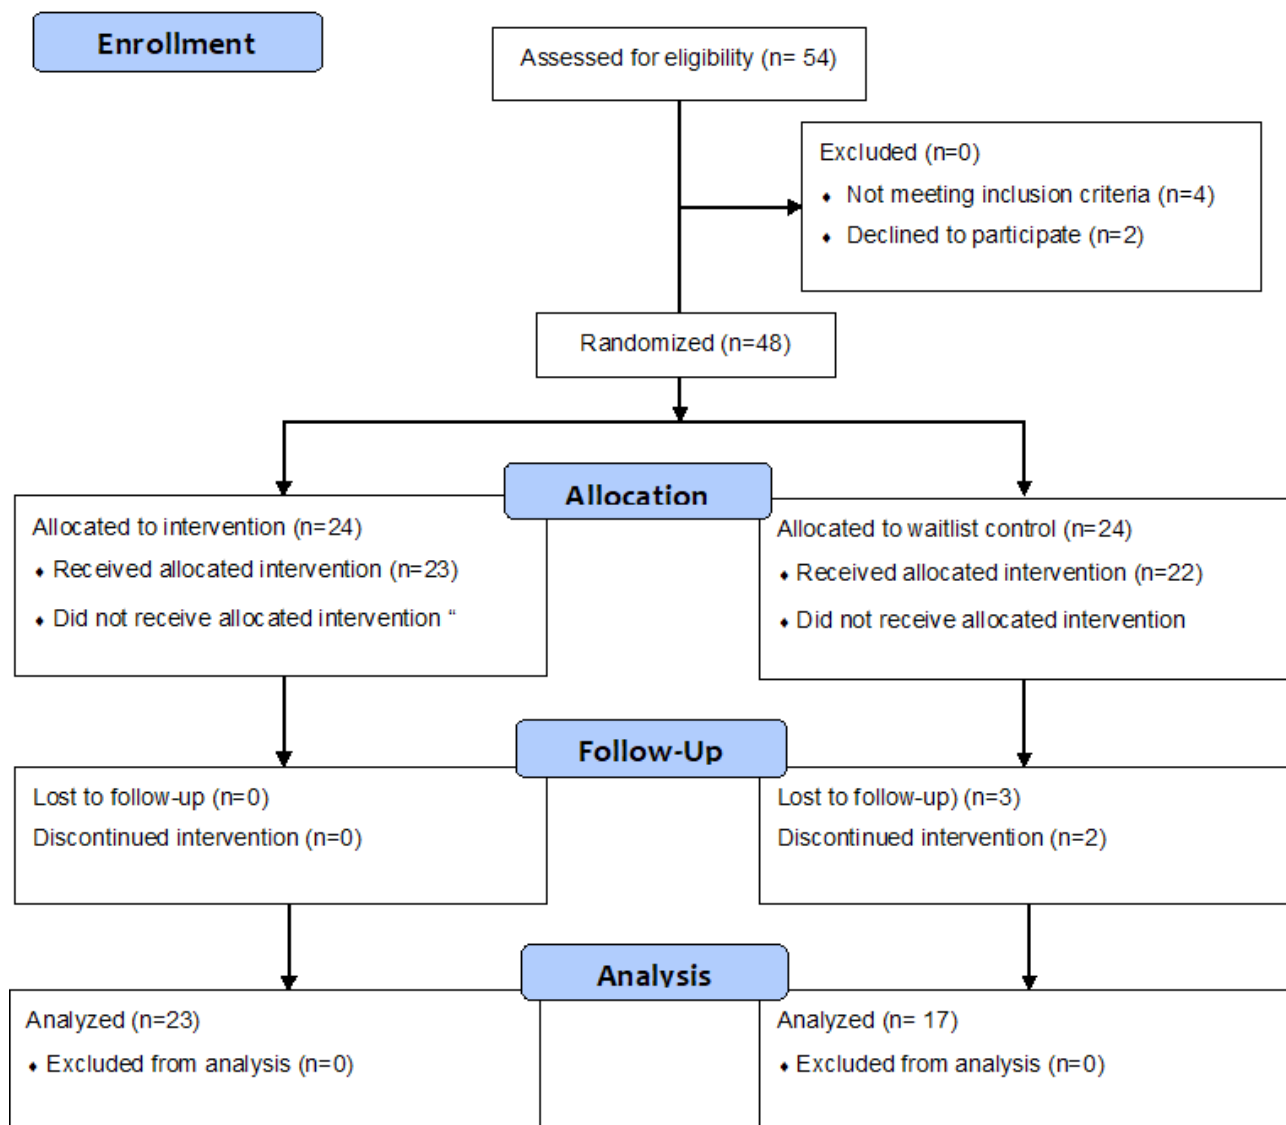 Enrollment
Assessed for eligibility (n= 54)
Excluded (n=0)
⬧ Not meeting inclusion criteria (n=4)
⬧ Declined to participate (n=2)
Randomized (n=48)
Allocation
Allocated to intervention (n=24)
⬧ Received allocated intervention (n=23)
⬧ Did not receive allocated intervention “
Allocated to waitlist control (n=24)
⬧ Received allocated intervention (n=22)
⬧ Did not receive allocated intervention
Follow-Up
Lost to follow-up (n=0)
Discontinued intervention (n=0)
Lost to follow-up) (n=3)
Discontinued intervention (n=2)
Analysis
Analyzed (n=23)
⬧ Excluded from analysis (n=0)
Analyzed (n= 17)
⬧ Excluded from analysis (n=0)